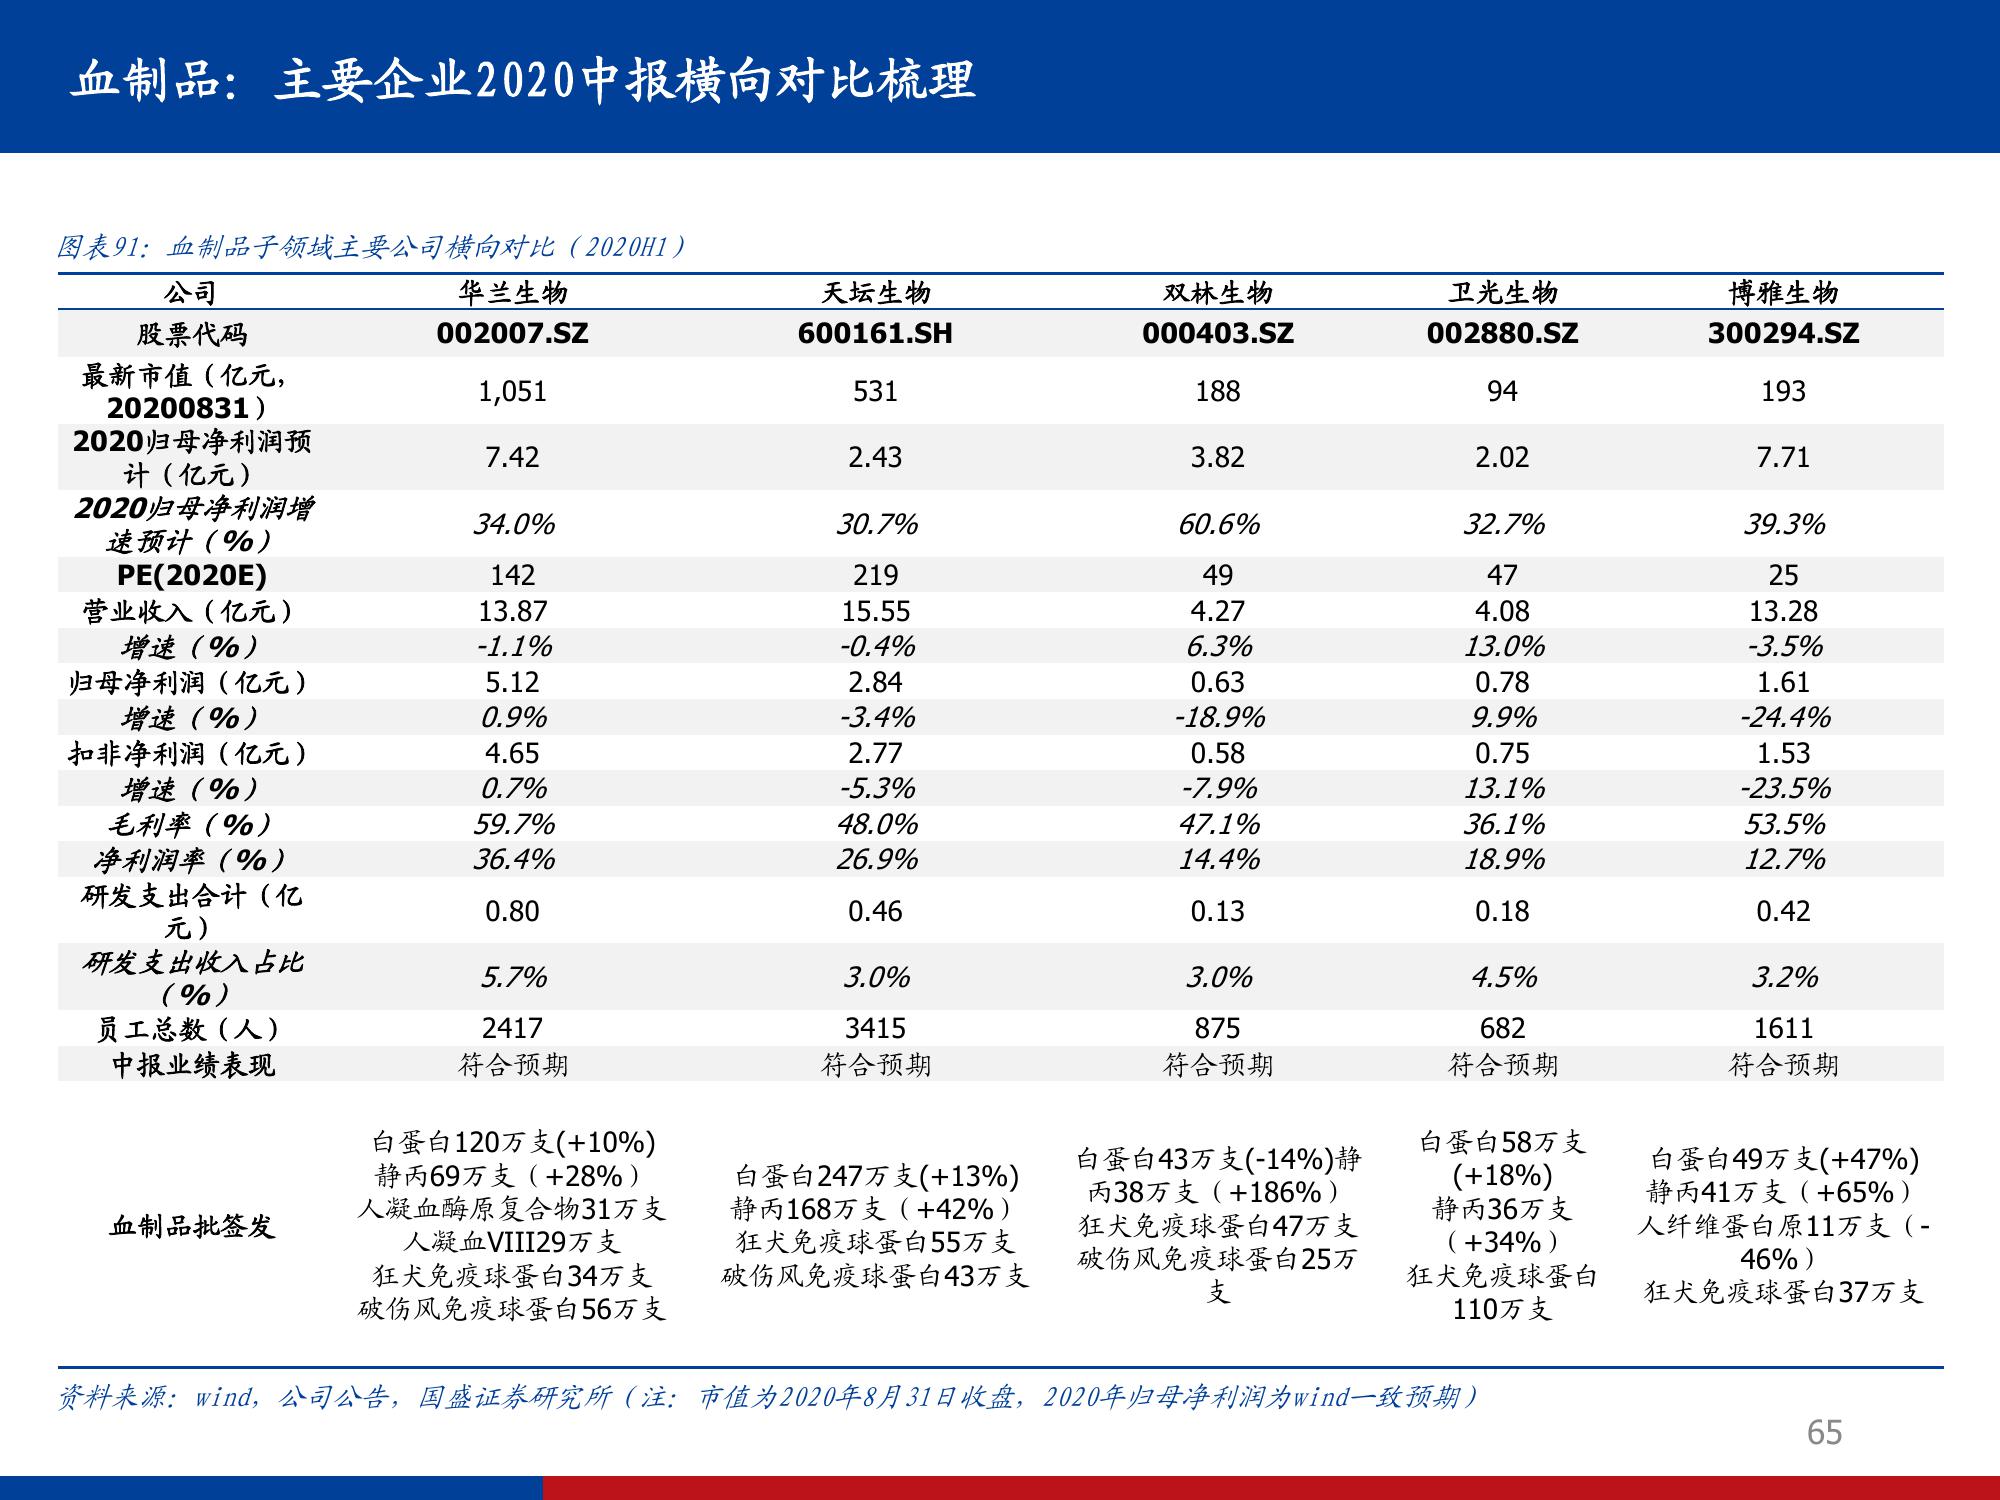 血制品：主要企业2020中报横向对比梳理
图表91：血制品子领域主要公司横向对比（2020H1）
公司 华兰生物 天坛生物 双林生物 卫光生物 博雅生物
股票代码 002007.SZ 600161.SH 000403.SZ 002880.SZ 300294.SZ
最新市值（亿元，
20200831） 1,051 531 188 94 193
2020归母净利润预
计（亿元） 7.42 2.43 3.82 2.02 7.71
2020归母净利润增
速预计（%） 34.0% 30.7% 60.6% 32.7% 39.3%
PE(2020E) 142 219 49 47 25
营业收入（亿元） 13.87 15.55 4.27 4.08 13.28
增速（%） -1.1% -0.4% 6.3% 13.0% -3.5%
归母净利润（亿元） 5.12 2.84 0.63 0.78 1.61
增速（%） 0.9% -3.4% -18.9% 9.9% -24.4%
扣非净利润（亿元） 4.65 2.77 0.58 0.75 1.53
增速（%） 0.7% -5.3% -7.9% 13.1% -23.5%
毛利率（%） 59.7% 48.0% 47.1% 36.1% 53.5%
净利润率（%） 36.4% 26.9% 14.4% 18.9% 12.7%
研发支出合计（亿
元） 0.80 0.46 0.13 0.18 0.42
研发支出收入占比
（%） 5.7% 3.0% 3.0% 4.5% 3.2%
员工总数（人） 2417 3415 875 682 1611
中报业绩表现 符合预期 符合预期 符合预期 符合预期 符合预期
血制品批签发
白蛋白120万支(+10%)
静丙69万支（+28%）
人凝血酶原复合物31万支
人凝血VIII29万支
狂犬免疫球蛋白34万支
破伤风免疫球蛋白56万支
白蛋白247万支(+13%)
静丙168万支（+42%）
狂犬免疫球蛋白55万支
破伤风免疫球蛋白43万支
白蛋白43万支(-14%)静
丙38万支（+186%）
狂犬免疫球蛋白47万支
破伤风免疫球蛋白25万
支
白蛋白58万支
(+18%)
静丙36万支
（+34%）
狂犬免疫球蛋白
110万支
白蛋白49万支(+47%)
静丙41万支（+65%）
人纤维蛋白原11万支（-
46%）
狂犬免疫球蛋白37万支
资料来源：wind，公司公告，国盛证券研究所（注：市值为2020年8月31日收盘，2020年归母净利润为wind一致预期）
65